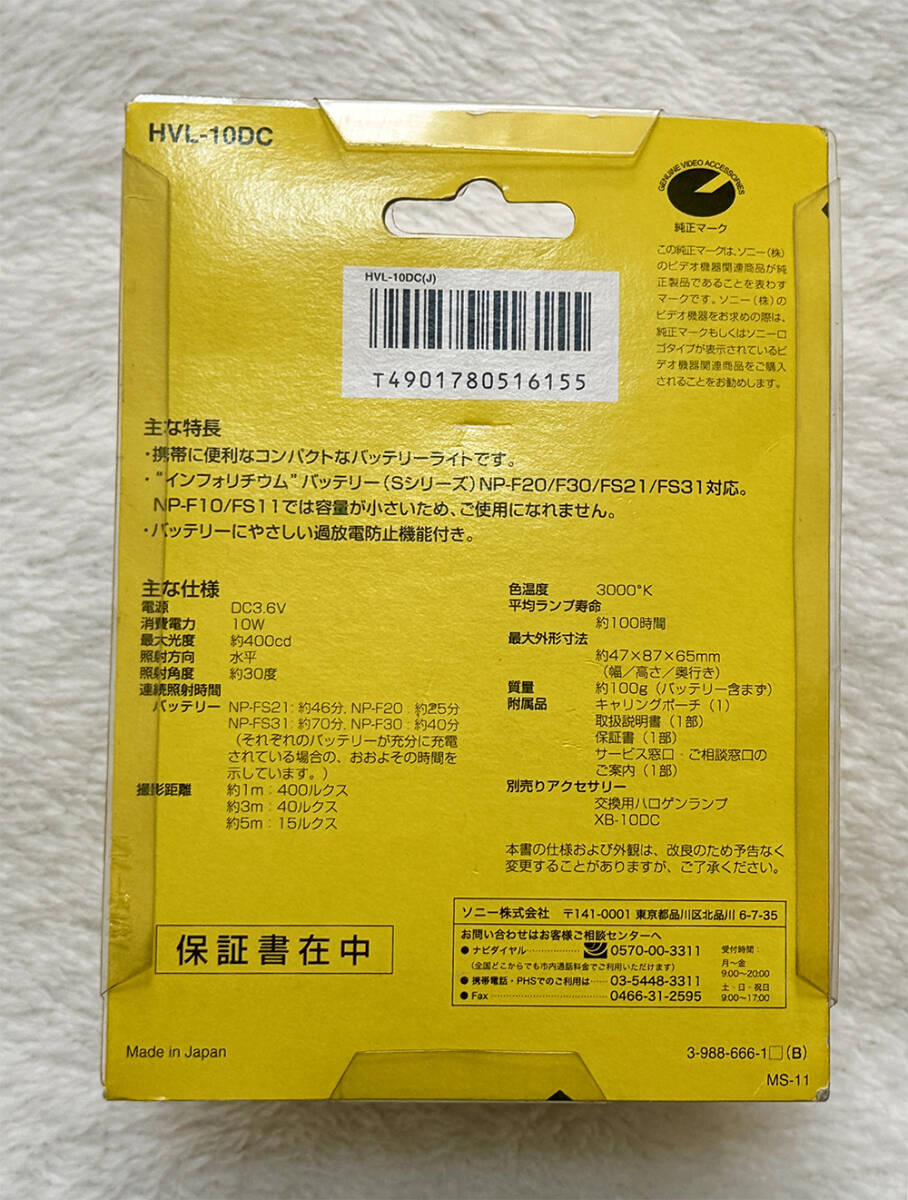 HVL-10DC
GENUINE VIDEO ACCESSORIES
純正マーク
この純正マークは、ソニー(株)
のビデオ機器関連商品が純
正製品であることを表わす
マークです。ソニー(株)の
ビデオ機器をお求めの際は、
純正マークもしくはソニーロ
ゴタイプが表示されているビ
デオ機器関連商品をご購入
されることをお勧めします。
HVL-10DC(J)
T4901780516155
主な特長
・携帯に便利なコンパクトなバッテリーライトです。
・“インフォリチウム”バッテリー(Sシリーズ)NP-F20/F30/FS21/FS31対応。
NP-F10/FS11では容量が小さいため、ご使用になれません。
・バッテリーにやさしい過放電防止機能付き。
主な仕様
電源 DC3.6V
消費電力 10W
最大光度 約400cd
照射方向 水平
照射角度 約30度
連続照射時間
バッテリー NP-FS21:約46分、NP-F20:約25分
NP-FS31:約70分、NP-F30:約40分
(それぞれのバッテリーが充分に充電
されている場合の、おおよその時間を
示しています。)
撮影距離 約1m:400ルクス
約3m:40ルクス
約5m:15ルクス
色温度 3000°K
平均ランプ寿命
約100時間
最大外形寸法
約47×87×65mm
(幅/高さ/奥行き)
質量 約100g(バッテリー含まず)
附属品 キャリングポーチ(1)
取扱説明書(1部)
保証書(1部)
サービス窓口・ご相談窓口の
ご案内(1部)
別売りアクセサリー
交換用ハロゲンランプ
XB-10DC
本書の仕様および外観は、改良のため予告なく
変更することがありますが、ご了承ください。
保証書在中
ソニー株式会社 〒141-0001 東京都品川区北品川 6-7-35
お問い合わせはお客様ご相談センターへ
●ナビダイヤル 0570-00-3311
(全国どこからでも市内通話料金でご利用いただけます)
●携帯電話・PHSでのご利用は 03-5448-3311
●Fax 0466-31-2595
受付時間:
月~金
9:00~20:00
土・日・祝日
9:00~17:00
Made in Japan
3-988-666-1□(B)
MS-11